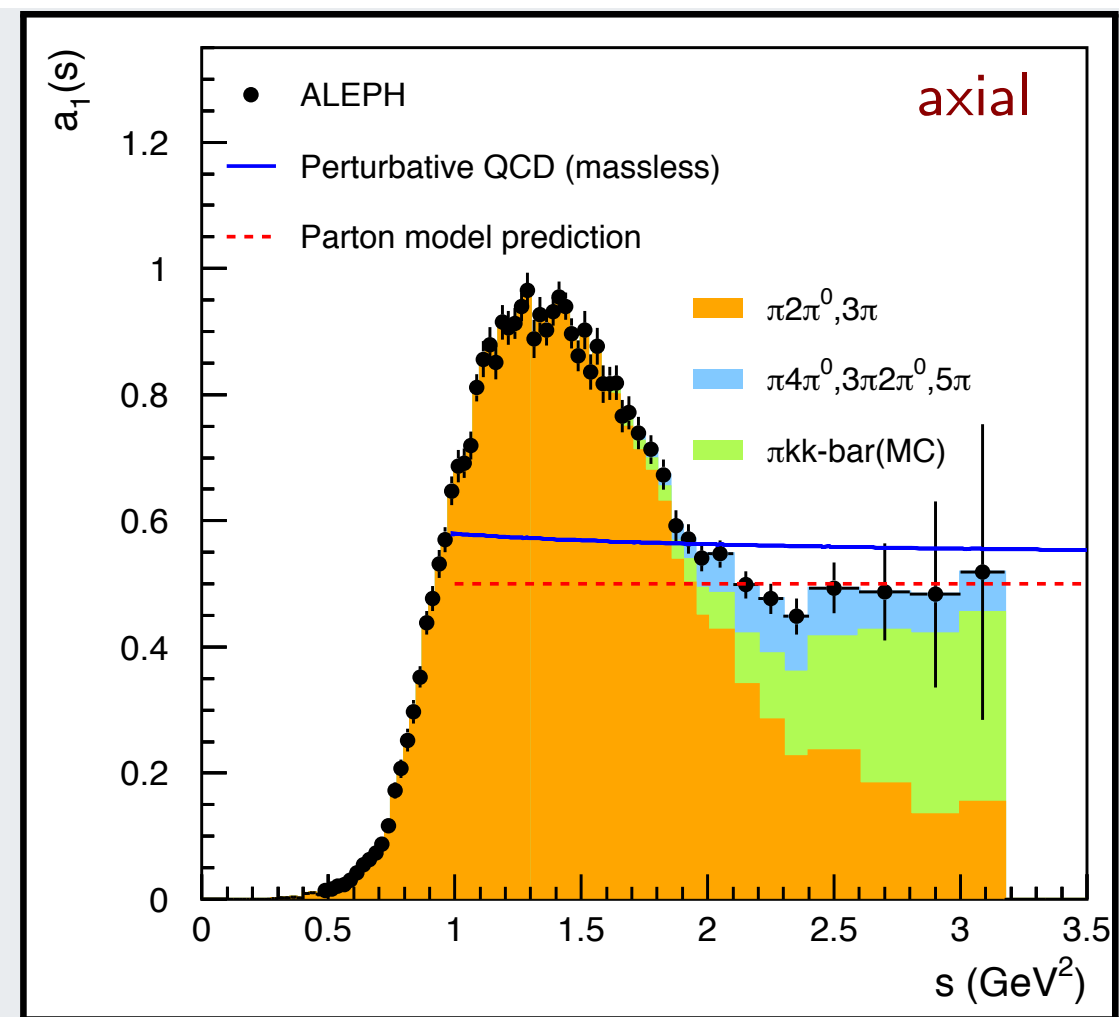 a₁(s)
axial
ALEPH
Perturbative QCD (massless)
Parton model prediction
π2π⁰,3π
π4π⁰,3π2π⁰,5π
πkk-bar(MC)
1.2
1
0.8
0.6
0.4
0.2
0
0 0.5 1 1.5 2 2.5 3 3.5
s (GeV²)